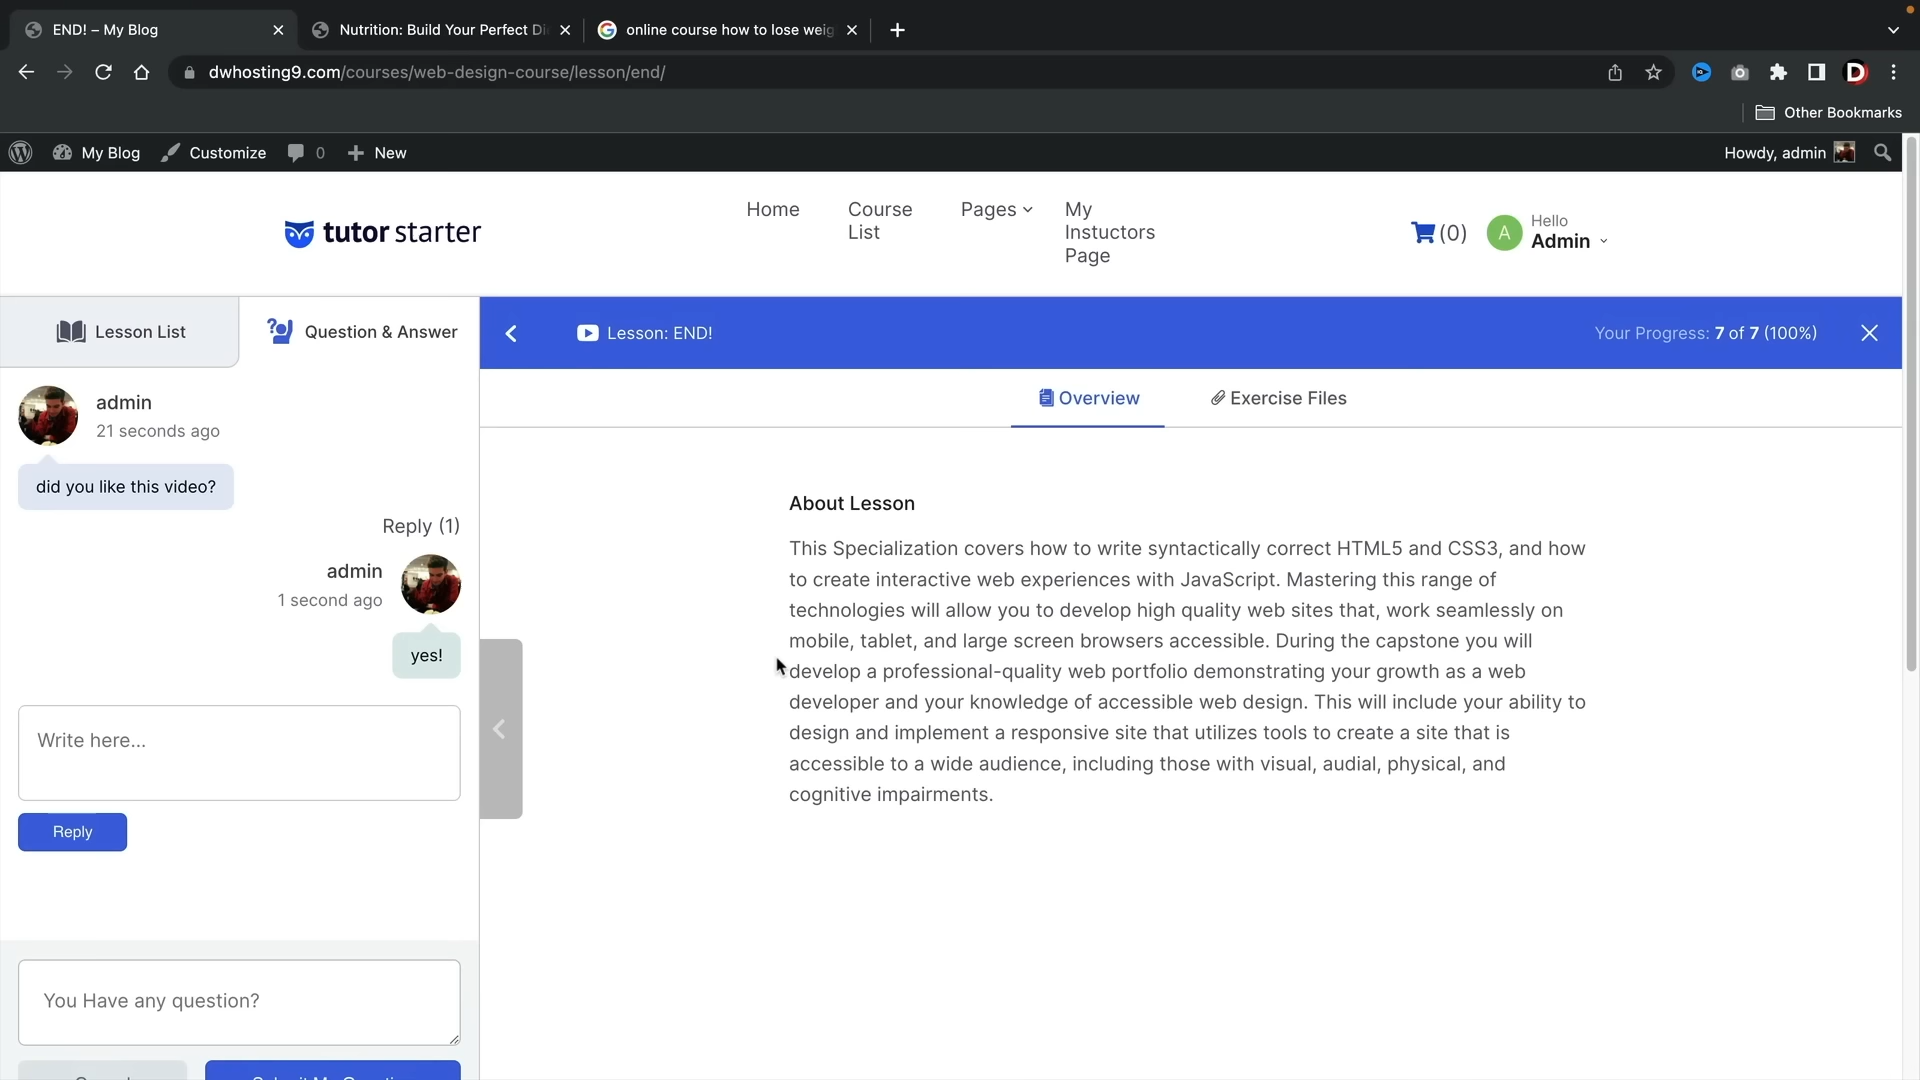 END! – My Blog
Nutrition: Build Your Perfect Di
online course how to lose weig
dwhosting9.com/courses/web-design-course/lesson/end/
Other Bookmarks
My Blog
Customize
0
New
Howdy, admin
tutor starter
Home
Course List
Pages
My Instuctors Page
(0)
A
Hello
Admin
Lesson List
Question & Answer
Lesson: END!
Your Progress: 7 of 7 (100%)
Overview
Exercise Files
admin
21 seconds ago
did you like this video?
Reply (1)
admin
1 second ago
yes!
Write here...
Reply
You Have any question?
About Lesson
This Specialization covers how to write syntactically correct HTML5 and CSS3, and how
to create interactive web experiences with JavaScript. Mastering this range of
technologies will allow you to develop high quality web sites that, work seamlessly on
mobile, tablet, and large screen browsers accessible. During the capstone you will
develop a professional-quality web portfolio demonstrating your growth as a web
developer and your knowledge of accessible web design. This will include your ability to
design and implement a responsive site that utilizes tools to create a site that is
accessible to a wide audience, including those with visual, audial, physical, and
cognitive impairments.